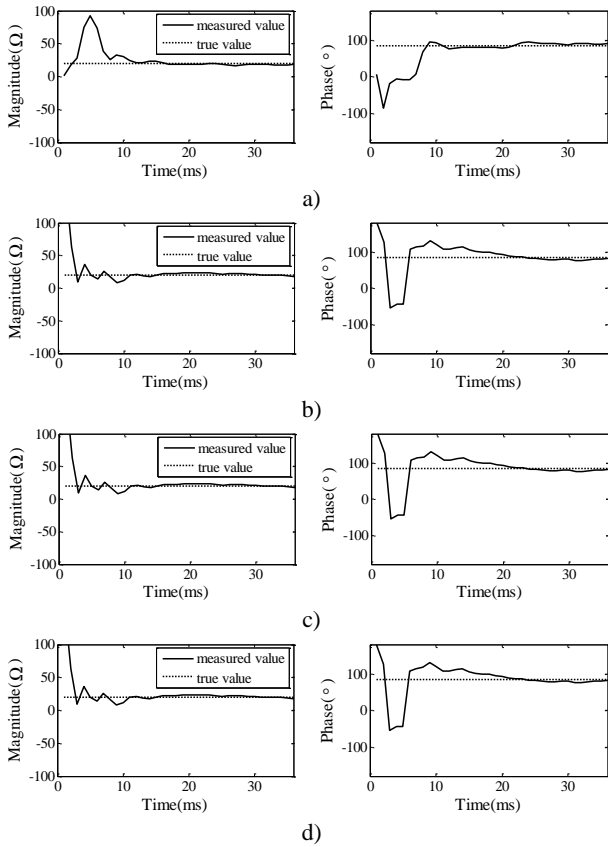 Magnitude(Ω)
100
50
0
-50
-100
measured value
true value
0 10 20 30
Time(ms)
Phase(°)
100
0
-100
0 10 20 30
Time(ms)
a)
Magnitude(Ω)
100
50
0
-50
-100
measured value
true value
0 10 20 30
Time(ms)
Phase(°)
100
0
-100
0 10 20 30
Time(ms)
b)
Magnitude(Ω)
100
50
0
-50
-100
measured value
true value
0 10 20 30
Time(ms)
Phase(°)
100
0
-100
0 10 20 30
Time(ms)
c)
Magnitude(Ω)
100
50
0
-50
-100
measured value
true value
0 10 20 30
Time(ms)
Phase(°)
100
0
-100
0 10 20 30
Time(ms)
d)